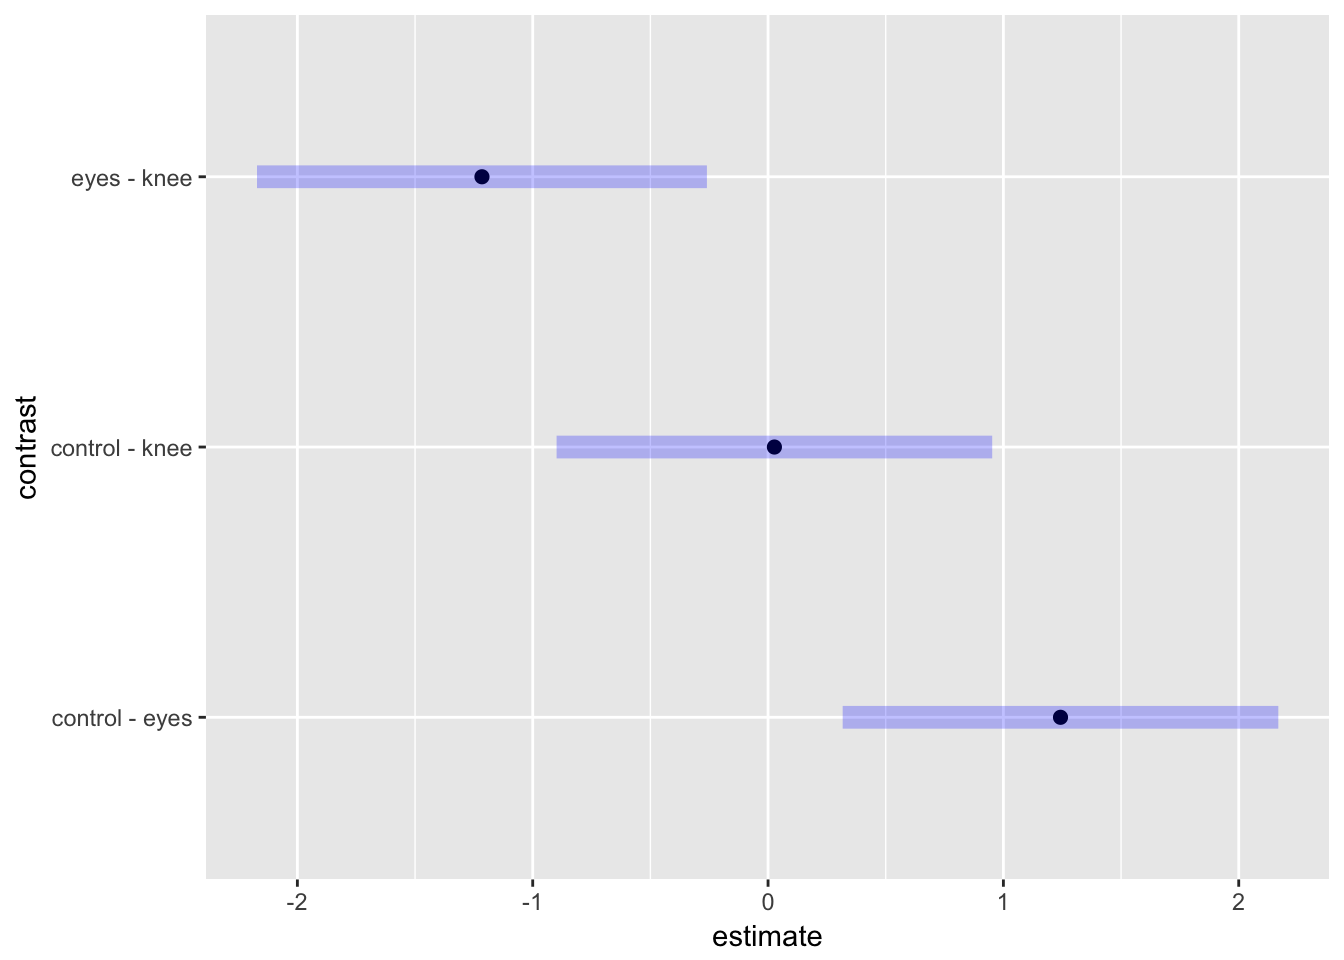 eyes - knee
control - knee
control - eyes
contrast
-2
-1
0
1
2
estimate